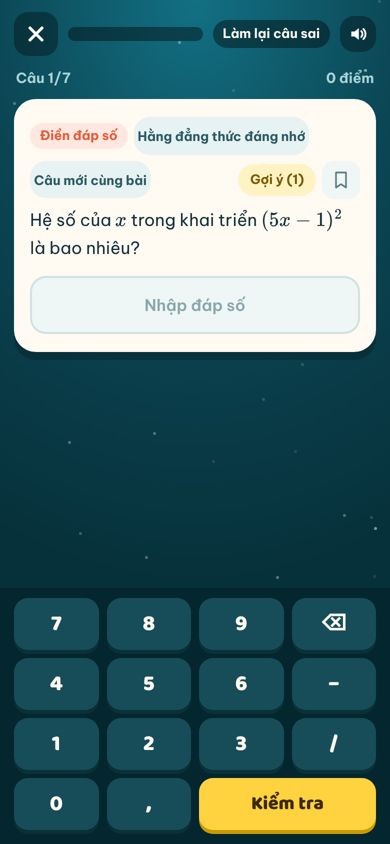 Làm lại câu sai
Câu 1/7
0 điểm
Điền đáp số
Hằng đẳng thức đáng nhớ
Câu mới cùng bài
Gợi ý (1)
Hệ số của x trong khai triển (5x − 1)²
là bao nhiêu?
Nhập đáp số
7 8 9
4 5 6 −
1 2 3 /
0 , Kiểm tra